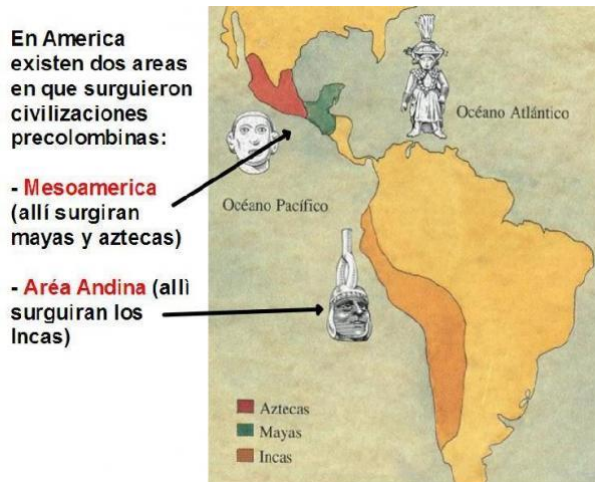 En America
existen dos areas
en que surguieron
civilizaciones
precolombinas:
- Mesoamerica
(allí surgiran
mayas y aztecas)
- Aréa Andina (allì
surguiran los
Incas)
Océano Atlántico
Océano Pacífico
Aztecas
Mayas
Incas